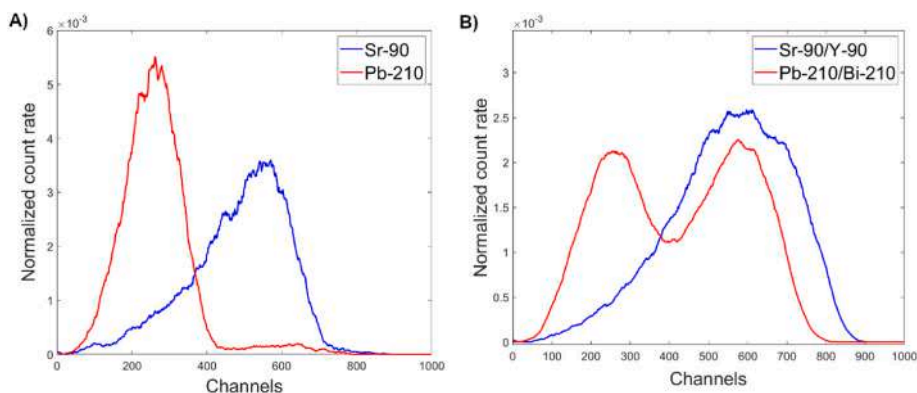 A)
×10⁻³
Sr-90
Pb-210
6
5
4
3
2
1
0
Normalized count rate
0 200 400 600 800 1000
Channels
B)
×10⁻³
Sr-90/Y-90
Pb-210/Bi-210
3
2.5
2
1.5
1
0.5
0
Normalized count rate
0 100 200 300 400 500 600 700 800 900 1000
Channels